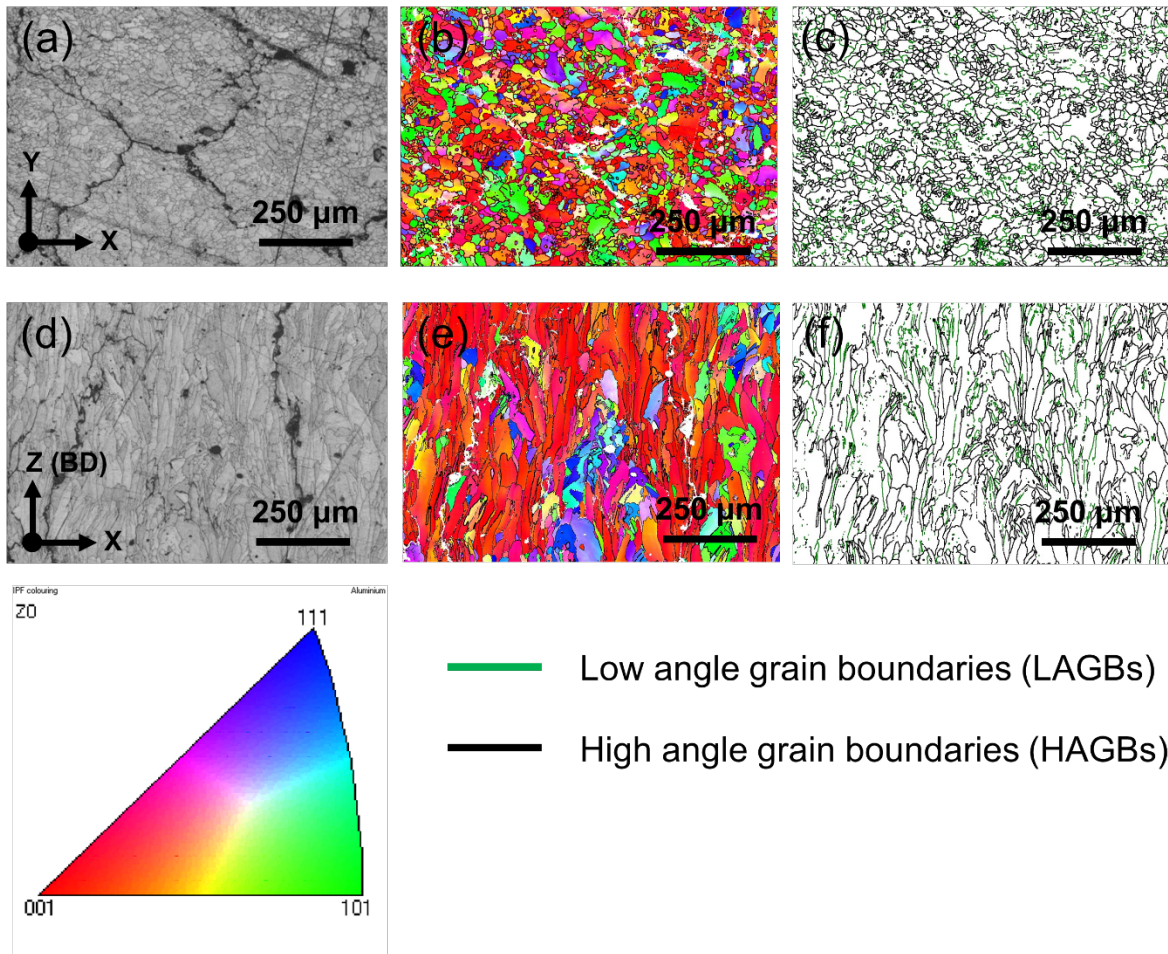 (a)
Y
X
250 µm
(b)
250 µm
(c)
250 µm
(d)
Z (BD)
X
250 µm
(e)
250 µm
(f)
250 µm
IPF colouring
Aluminium
Z0
111
001
101
Low angle grain boundaries (LAGBs)
High angle grain boundaries (HAGBs)